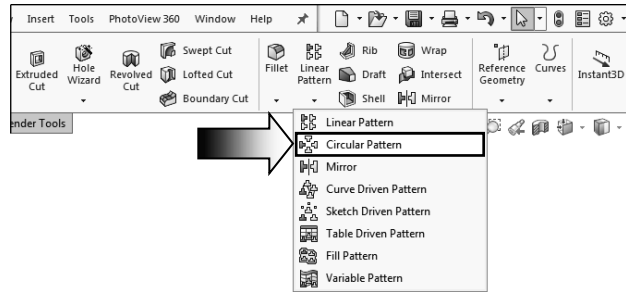 Insert Tools PhotoView 360 Window Help
Extruded Cut
Hole Wizard
Revolved Cut
Swept Cut
Lofted Cut
Boundary Cut
Fillet
Linear Pattern
Rib
Draft
Shell
Wrap
Intersect
Mirror
Reference Geometry
Curves
Instant3D
ender Tools
Linear Pattern
Circular Pattern
Mirror
Curve Driven Pattern
Sketch Driven Pattern
Table Driven Pattern
Fill Pattern
Variable Pattern